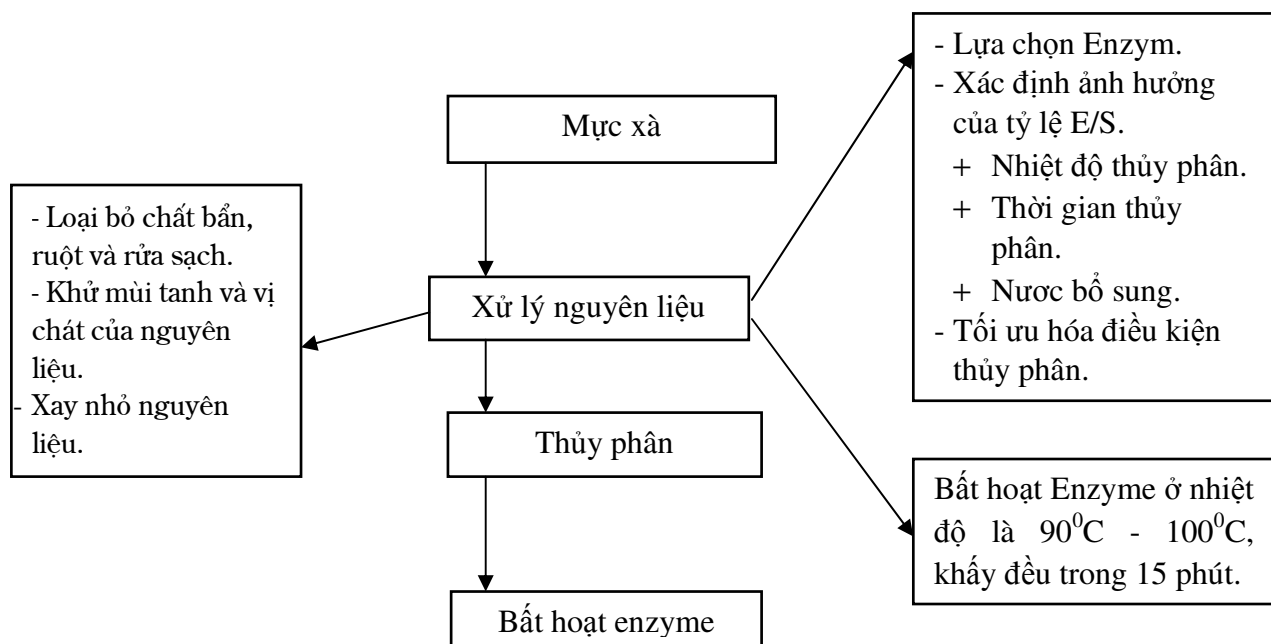 Mực xà
Xử lý nguyên liệu
Thủy phân
Bất hoạt enzyme
- Loại bỏ chất bẩn,
ruột và rửa sạch.
- Khử mùi tanh và vị
chát của nguyên
liệu.
- Xay nhỏ nguyên
liệu.
- Lựa chọn Enzym.
- Xác định ảnh hưởng
của tỷ lệ E/S.
+ Nhiệt độ thủy phân.
+ Thời gian thủy
phân.
+ Nươc bổ sung.
- Tối ưu hóa điều kiện
thủy phân.
Bất hoạt Enzyme ở nhiệt
độ là 90⁰C - 100⁰C,
khấy đều trong 15 phút.